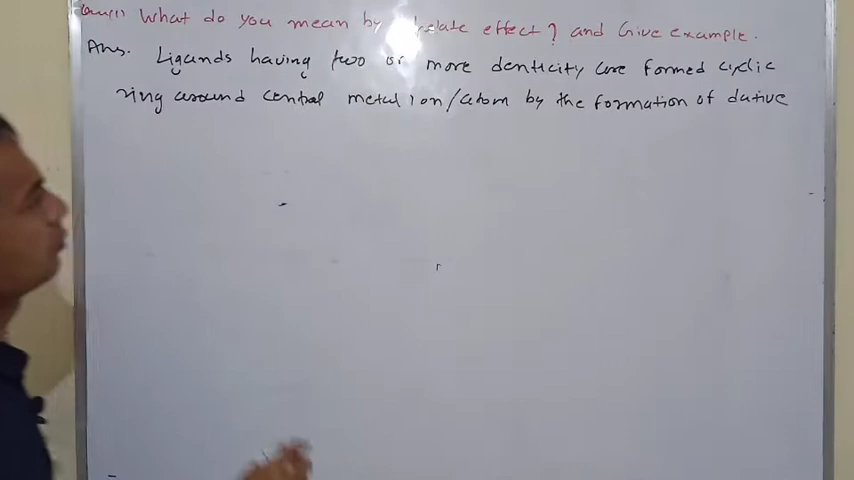 What do you mean by chelate effect? and Give example.
Ans. Ligands having two or more denticity are formed cyclic
ring around central metal ion/atom by the formation of dative